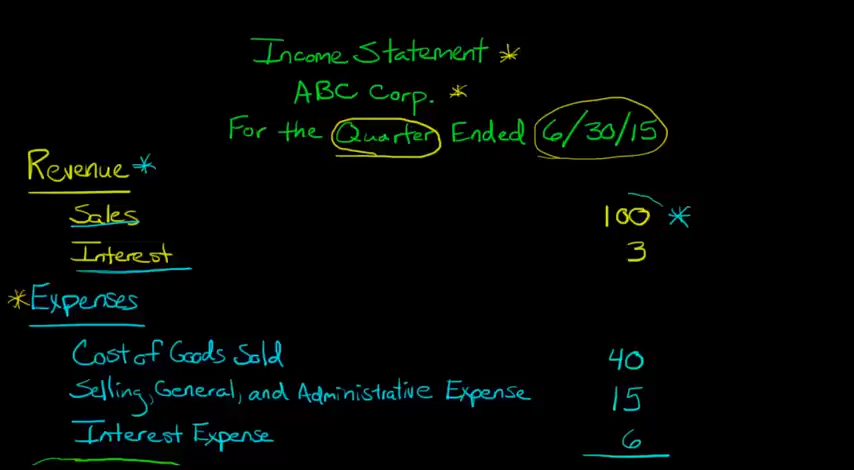 Income Statement *
ABC Corp. *
For the Quarter Ended 6/30/15
Revenue *
Sales 100 *
Interest 3
* Expenses
Cost of Goods Sold 40
Selling, General, and Administrative Expense 15
Interest Expense 6